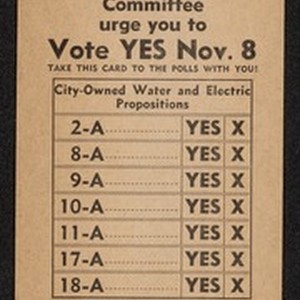 Committee
urge you to
Vote YES Nov. 8
TAKE THIS CARD TO THE POLLS WITH YOU!
City-Owned Water and Electric
Propositions
2-A.................. YES X
8-A.................. YES X
9-A.................. YES X
10-A................ YES X
11-A................ YES X
17-A................ YES X
18-A................ YES X